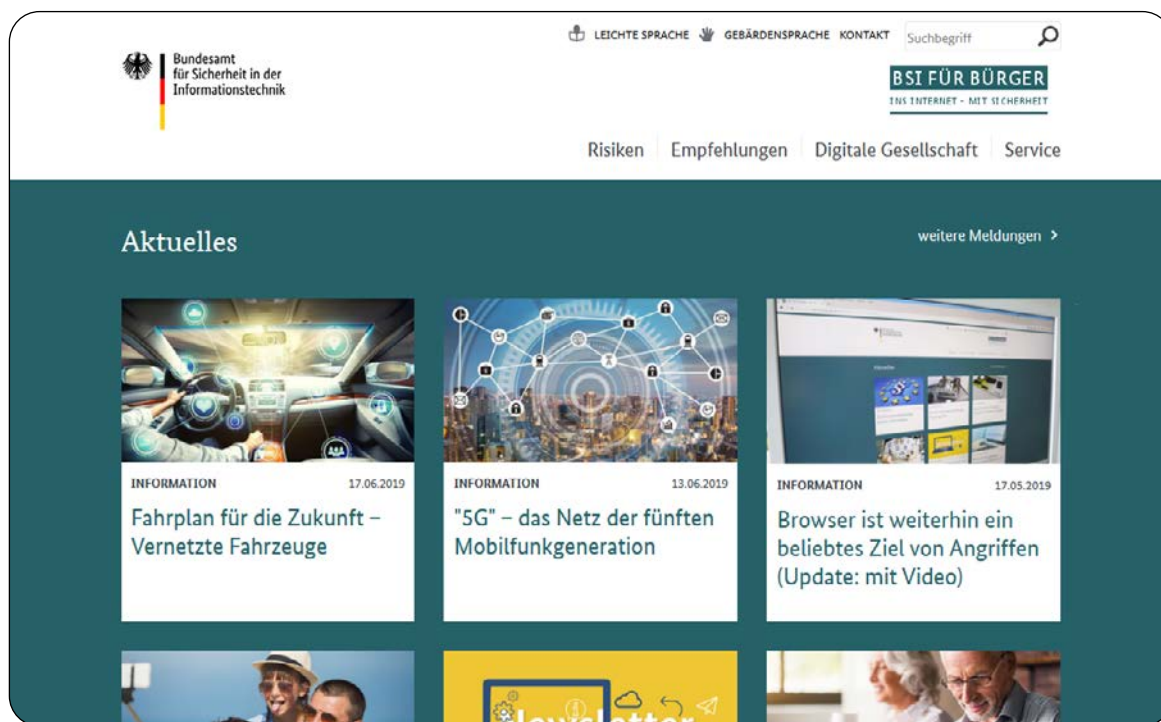 LEICHTE SPRACHE GEBÄRDENSPRACHE KONTAKT Suchbegriff
Bundesamt
für Sicherheit in der
Informationstechnik
BSI FÜR BÜRGER
INS INTERNET - MIT SICHERHEIT
Risiken Empfehlungen Digitale Gesellschaft Service
Aktuelles
weitere Meldungen >
INFORMATION 17.06.2019
Fahrplan für die Zukunft –
Vernetzte Fahrzeuge
INFORMATION 13.06.2019
"5G" – das Netz der fünften
Mobilfunkgeneration
INFORMATION 17.05.2019
Browser ist weiterhin ein
beliebtes Ziel von Angriffen
(Update: mit Video)
Newsletter